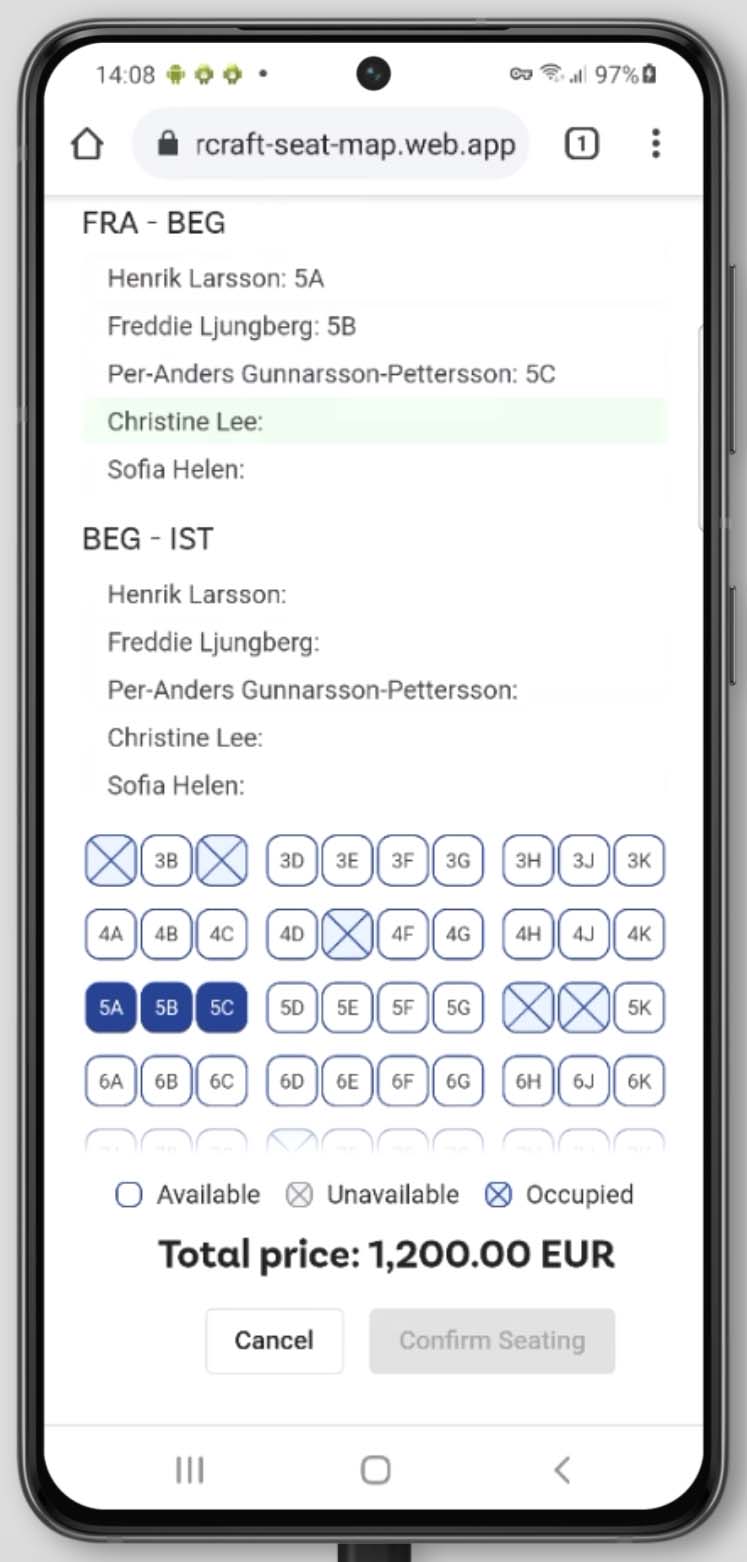 14:08
97%
rcraft-seat-map.web.app
1
FRA - BEG
Henrik Larsson: 5A
Freddie Ljungberg: 5B
Per-Anders Gunnarsson-Pettersson: 5C
Christine Lee:
Sofia Helen:
BEG - IST
Henrik Larsson:
Freddie Ljungberg:
Per-Anders Gunnarsson-Pettersson:
Christine Lee:
Sofia Helen:
3B 3D 3E 3F 3G 3H 3J 3K
4A 4B 4C 4D 4F 4G 4H 4J 4K
5A 5B 5C 5D 5E 5F 5G 5K
6A 6B 6C 6D 6E 6F 6G 6H 6J 6K
Available Unavailable Occupied
Total price: 1,200.00 EUR
Cancel Confirm Seating